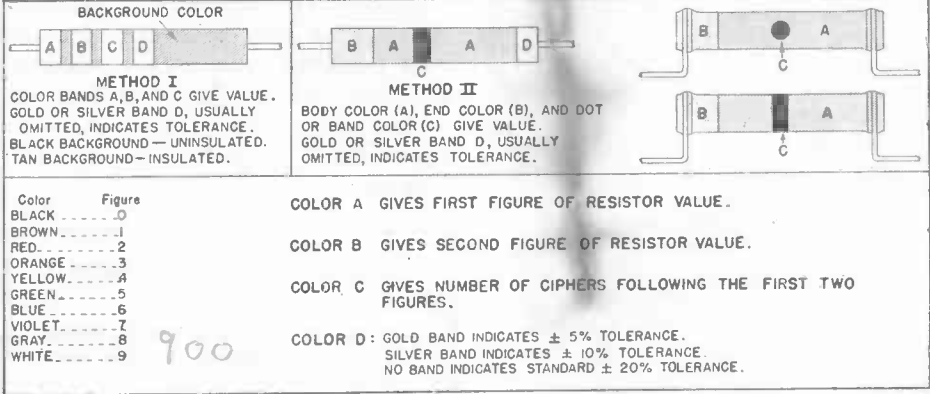 BACKGROUND COLOR
A B C D
METHOD I
COLOR BANDS A, B, AND C GIVE VALUE.
GOLD OR SILVER BAND D, USUALLY
OMITTED, INDICATES TOLERANCE.
BLACK BACKGROUND — UNINSULATED.
TAN BACKGROUND — INSULATED.
B A A D
C
METHOD II
BODY COLOR (A), END COLOR (B), AND DOT
OR BAND COLOR (C) GIVE VALUE.
GOLD OR SILVER BAND D, USUALLY
OMITTED, INDICATES TOLERANCE.
B A
C
B A
C
Color Figure
BLACK 0
BROWN 1
RED 2
ORANGE 3
YELLOW 4
GREEN 5
BLUE 6
VIOLET 7
GRAY 8
WHITE 9
900
COLOR A GIVES FIRST FIGURE OF RESISTOR VALUE.
COLOR B GIVES SECOND FIGURE OF RESISTOR VALUE.
COLOR C GIVES NUMBER OF CIPHERS FOLLOWING THE FIRST TWO
FIGURES.
COLOR D: GOLD BAND INDICATES ± 5% TOLERANCE.
SILVER BAND INDICATES ± 10% TOLERANCE.
NO BAND INDICATES STANDARD ± 20% TOLERANCE.